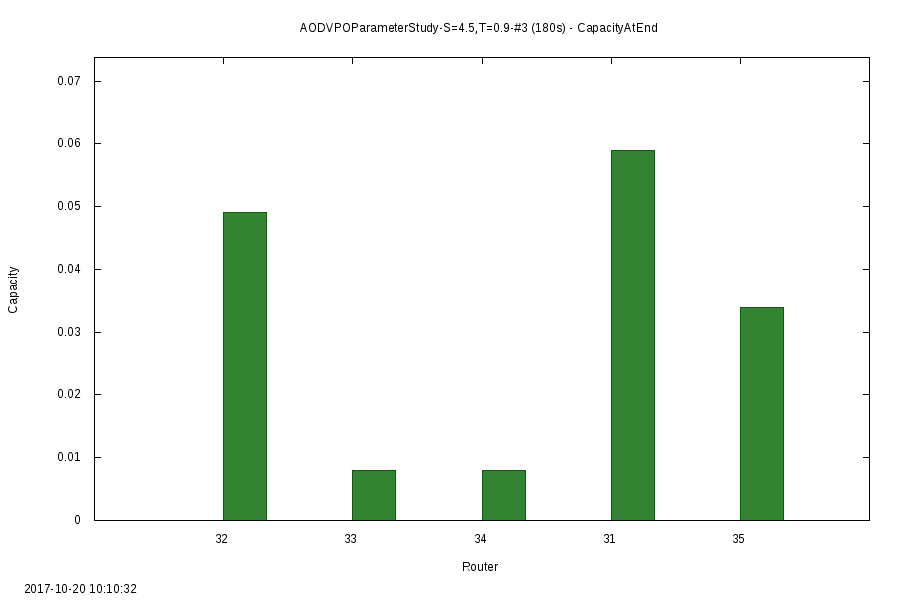 AODVPOParameterStudy-S=4.5,T=0.9-#3 (180s) - CapacityAtEnd
0.07
0.06
0.05
0.04
0.03
0.02
0.01
0
Capacity
32 33 34 31 35
Router
2017-10-20 10:10:32